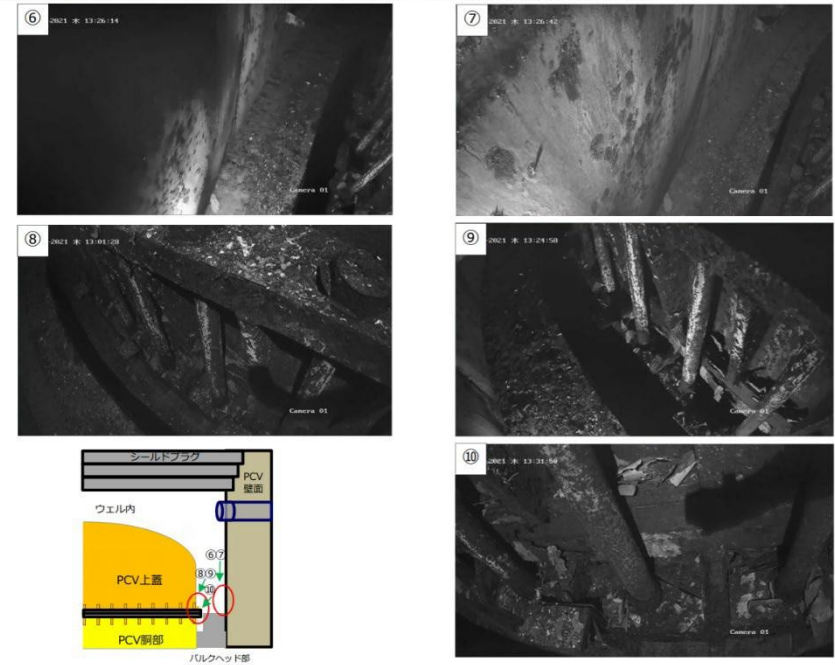 ⑥
-2021 木 13:26:14
Camera 01
⑦
-2021 木 13:26:42
Camera 01
⑧
-2021 木 13:01:28
Camera 01
⑨
-2021 木 13:24:50
Camera 01
シールドプラグ
PCV
壁面
ウェル内
⑥⑦
⑧⑨
⑩
PCV上蓋
PCV胴部
バルクヘッド部
⑩
-2021 木 13:31:50
Camera 01